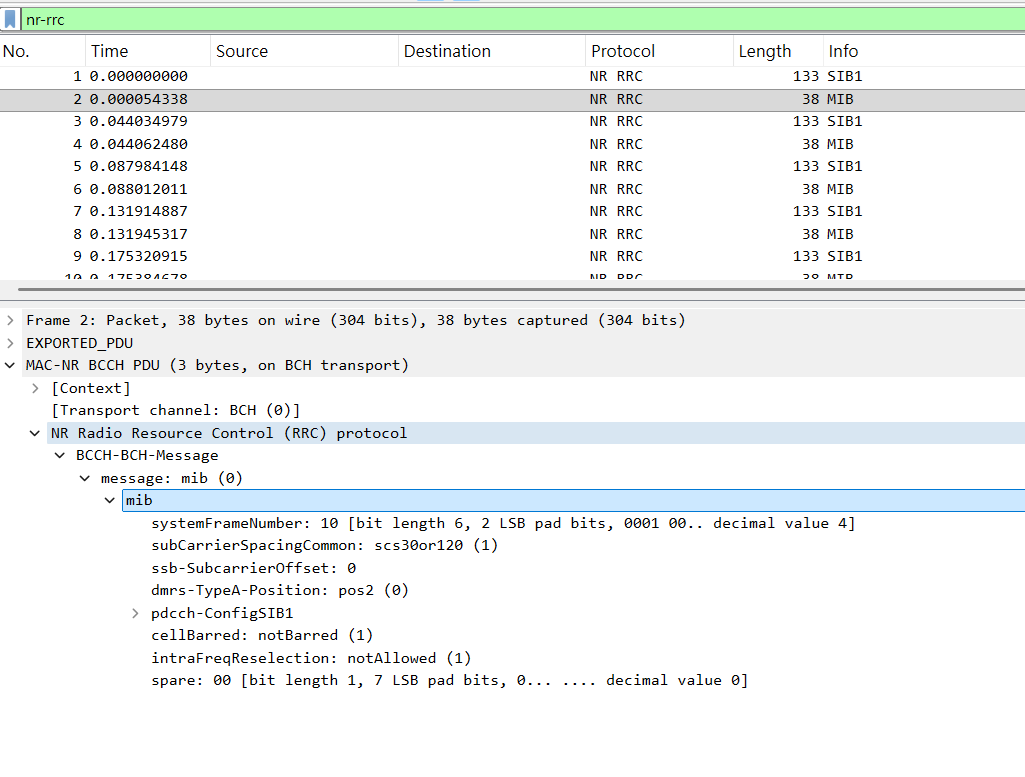 nr-rrc
No. Time Source Destination Protocol Length Info
1 0.000000000 NR RRC 133 SIB1
2 0.000054338 NR RRC 38 MIB
3 0.044034979 NR RRC 133 SIB1
4 0.044062480 NR RRC 38 MIB
5 0.087984148 NR RRC 133 SIB1
6 0.088012011 NR RRC 38 MIB
7 0.131914887 NR RRC 133 SIB1
8 0.131945317 NR RRC 38 MIB
9 0.175320915 NR RRC 133 SIB1
10 0.175384678 NR RRC 38 MIB
Frame 2: Packet, 38 bytes on wire (304 bits), 38 bytes captured (304 bits)
EXPORTED_PDU
MAC-NR BCCH PDU (3 bytes, on BCH transport)
[Context]
[Transport channel: BCH (0)]
NR Radio Resource Control (RRC) protocol
BCCH-BCH-Message
message: mib (0)
mib
systemFrameNumber: 10 [bit length 6, 2 LSB pad bits, 0001 00.. decimal value 4]
subCarrierSpacingCommon: scs30or120 (1)
ssb-SubcarrierOffset: 0
dmrs-TypeA-Position: pos2 (0)
pdcch-ConfigSIB1
cellBarred: notBarred (1)
intraFreqReselection: notAllowed (1)
spare: 00 [bit length 1, 7 LSB pad bits, 0... .... decimal value 0]